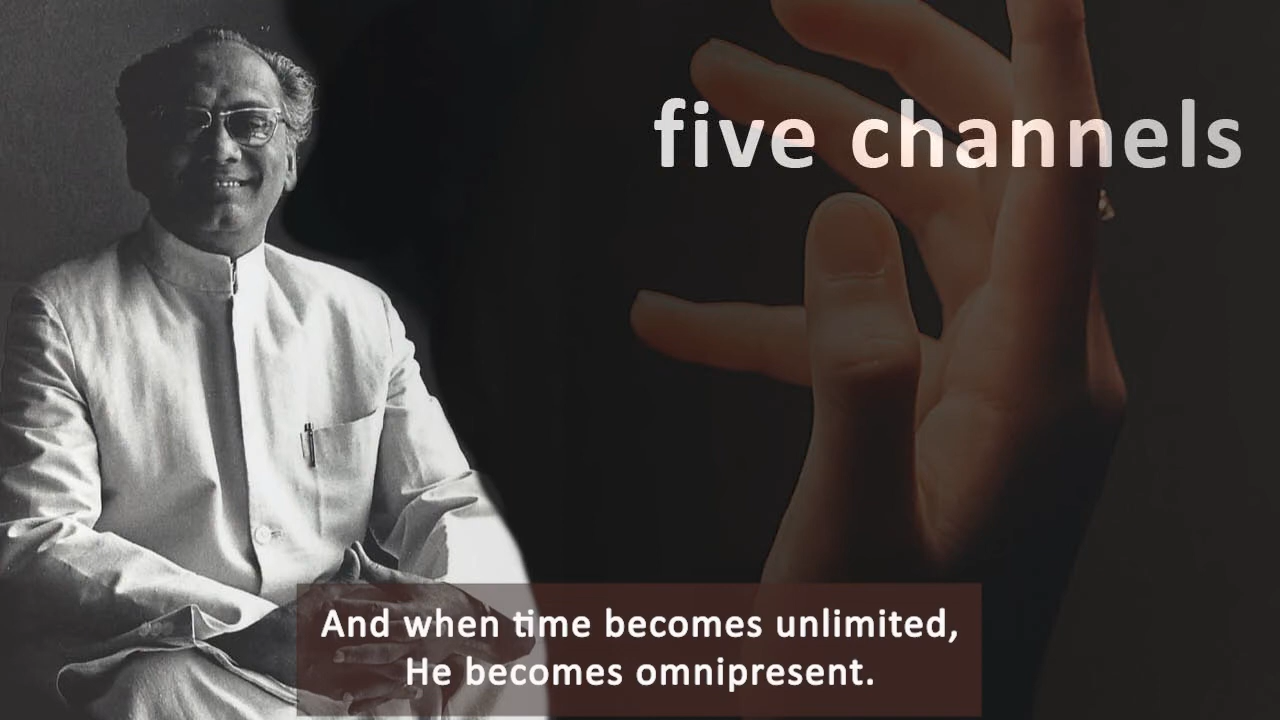 five channels
And when time becomes unlimited,
He becomes omnipresent.